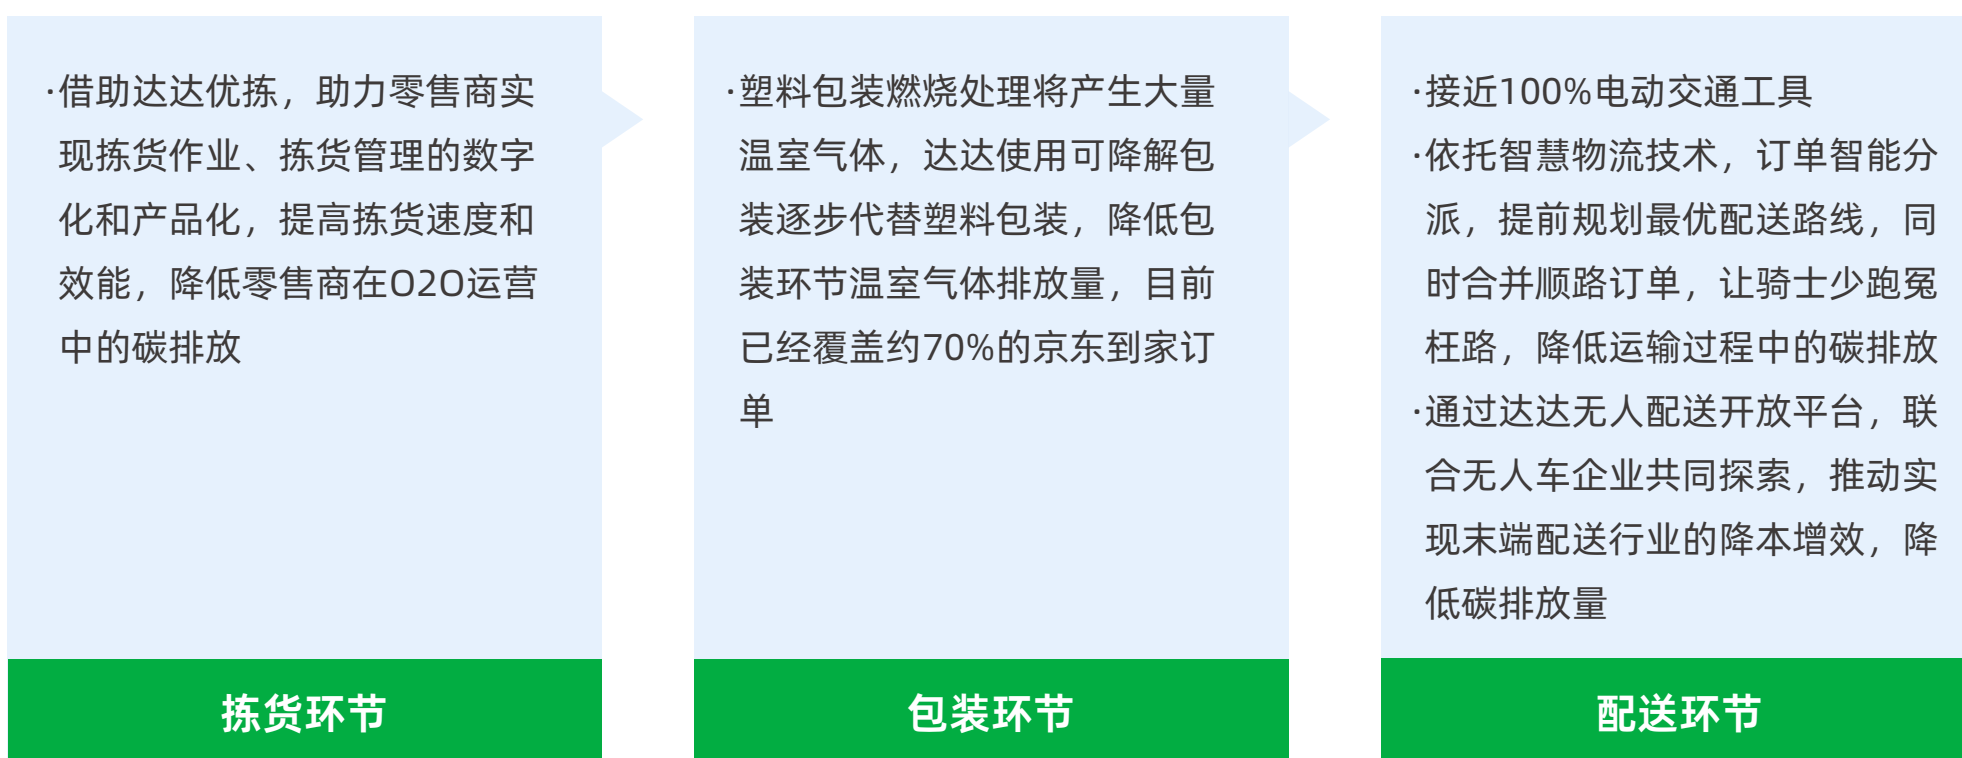 ·借助达达优拣，助力零售商实
现拣货作业、拣货管理的数字
化和产品化，提高拣货速度和
效能，降低零售商在O2O运营
中的碳排放
拣货环节
·塑料包装燃烧处理将产生大量
温室气体，达达使用可降解包
装逐步代替塑料包装，降低包
装环节温室气体排放量，目前
已经覆盖约70%的京东到家订
单
包装环节
·接近100%电动交通工具
·依托智慧物流技术，订单智能分
派，提前规划最优配送路线，同
时合并顺路订单，让骑士少跑冤
枉路，降低运输过程中的碳排放
·通过达达无人配送开放平台，联
合无人车企业共同探索，推动实
现末端配送行业的降本增效，降
低碳排放量
配送环节